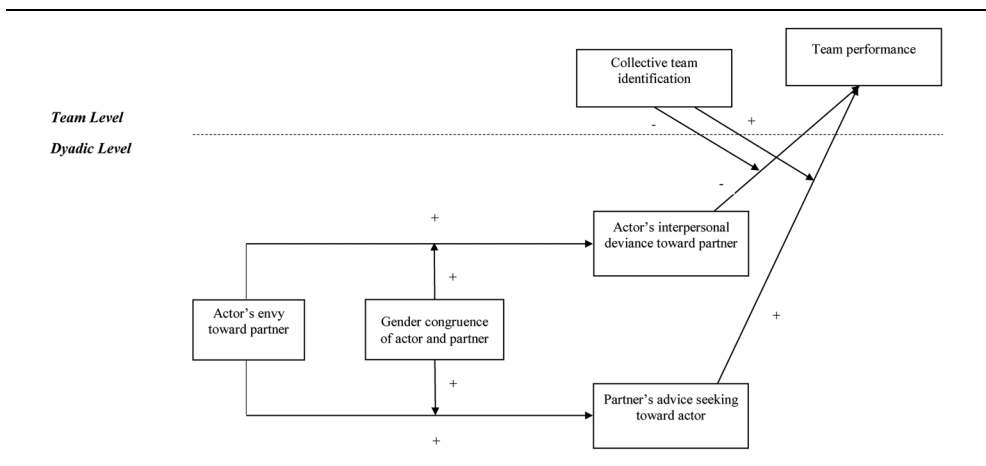 Team performance
Collective team
identification
Team Level
-
+
Dyadic Level
-
Actor's interpersonal
deviance toward partner
+
+
Actor's envy
toward partner
Gender congruence
of actor and partner
+
+
Partner's advice seeking
toward actor
+